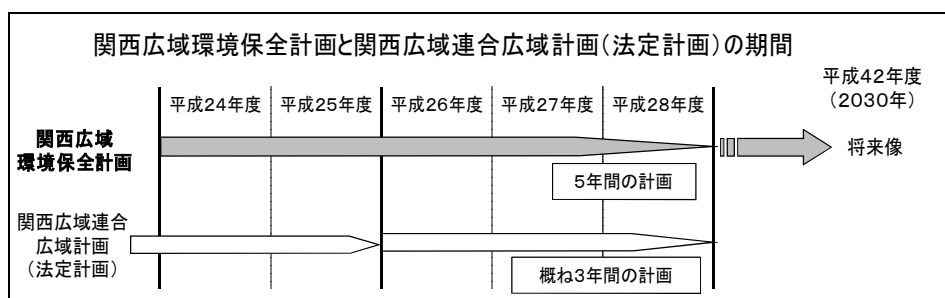 関西広域環境保全計画と関西広域連合広域計画(法定計画)の期間
平成42年度
(2030年)
平成24年度
平成25年度
平成26年度
平成27年度
平成28年度
関西広域
環境保全計画
将来像
5年間の計画
関西広域連合
広域計画
(法定計画)
概ね3年間の計画